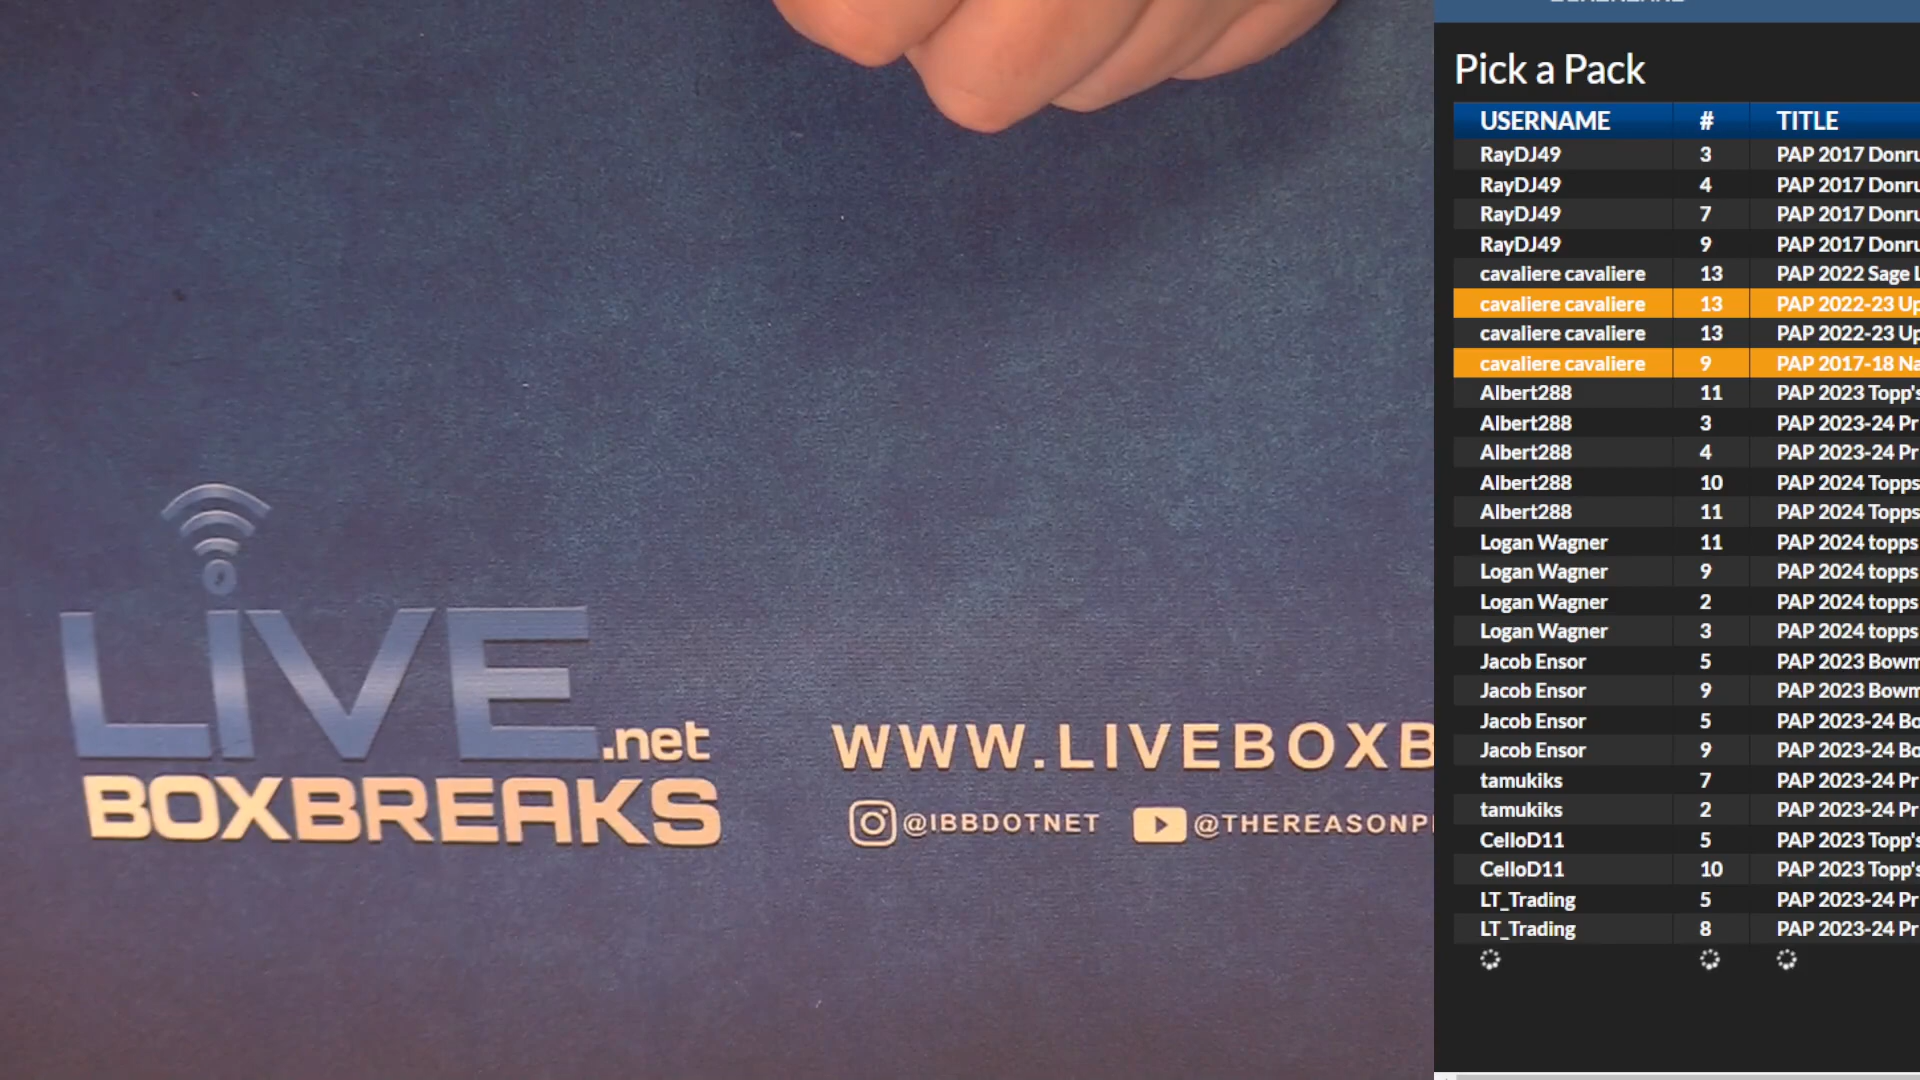 Pick a Pack
USERNAME # TITLE
RayDJ49 3 PAP 2017 Donru
RayDJ49 4 PAP 2017 Donru
RayDJ49 7 PAP 2017 Donru
RayDJ49 9 PAP 2017 Donru
cavaliere cavaliere 13 PAP 2022 Sage L
cavaliere cavaliere 13 PAP 2022-23 Up
cavaliere cavaliere 13 PAP 2022-23 Up
cavaliere cavaliere 9 PAP 2017-18 Na
Albert288 11 PAP 2023 Topp's
Albert288 3 PAP 2023-24 Pr
Albert288 4 PAP 2023-24 Pr
Albert288 10 PAP 2024 Topps
Albert288 11 PAP 2024 Topps
Logan Wagner 11 PAP 2024 topps
Logan Wagner 9 PAP 2024 topps
Logan Wagner 2 PAP 2024 topps
Logan Wagner 3 PAP 2024 topps
Jacob Ensor 5 PAP 2023 Bowm
Jacob Ensor 9 PAP 2023 Bowm
Jacob Ensor 5 PAP 2023-24 Bo
Jacob Ensor 9 PAP 2023-24 Bo
tamukiks 7 PAP 2023-24 Pr
tamukiks 2 PAP 2023-24 Pr
CelloD11 5 PAP 2023 Topp's
CelloD11 10 PAP 2023 Topp's
LT_Trading 5 PAP 2023-24 Pr
LT_Trading 8 PAP 2023-24 Pr
LiVE.net
BOXBREAKS
WWW.LIVEBOXB
@IBBDOTNET @THEREASONP